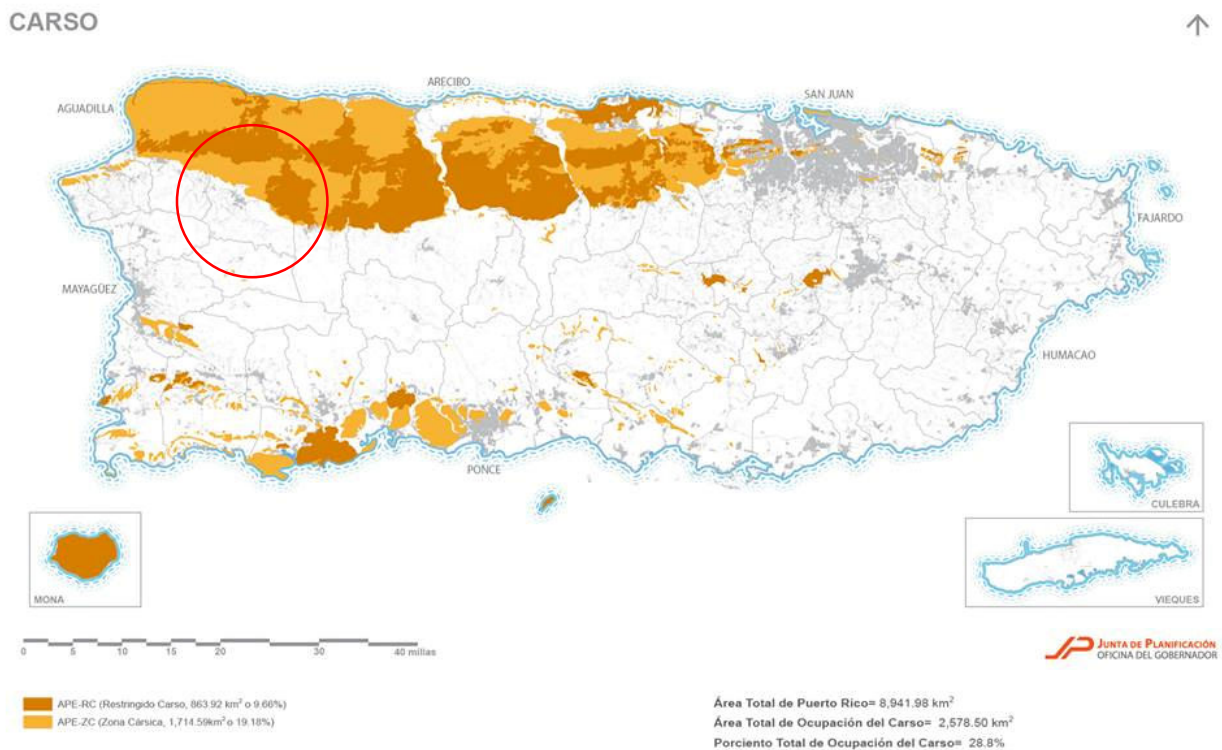 CARSO
ARECIBO
SAN JUAN
AGUADILLA
FAJARDO
MAYAGÜEZ
HUMACAO
PONCE
CULEBRA
MONA
VIEQUES
0 5 10 15 20 30 40 millas
JP JUNTA DE PLANIFICACIÓN
OFICINA DEL GOBERNADOR
APE-RC (Restringido Carso, 863.92 km² o 9.66%)
APE-ZC (Zona Cársica, 1,714.59km² o 19.18%)
Área Total de Puerto Rico= 8,941.98 km²
Área Total de Ocupación del Carso= 2,578.50 km²
Porciento Total de Ocupación del Carso= 28.8%